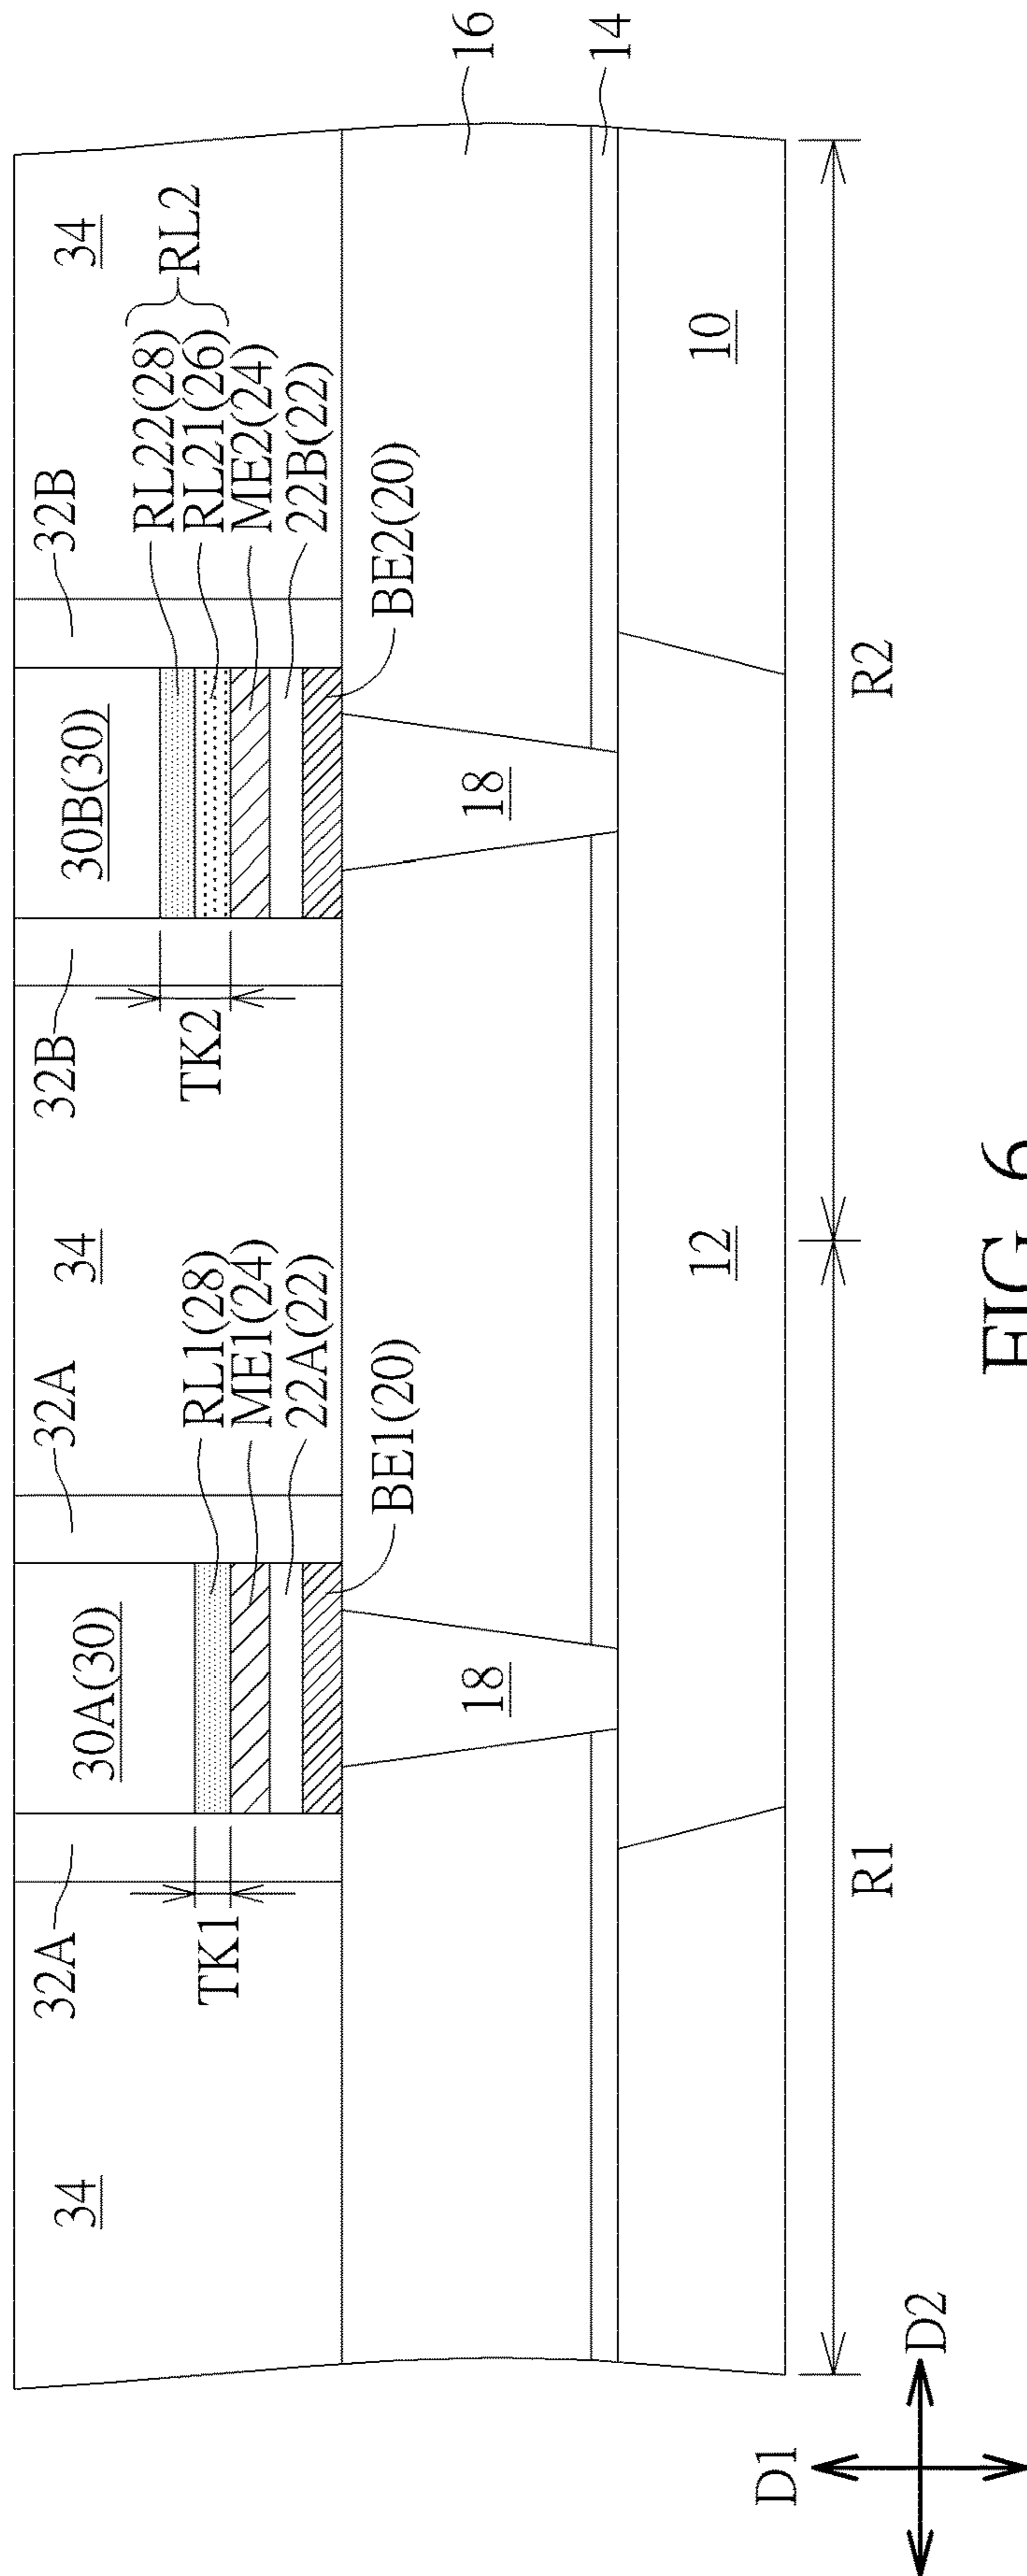 34
32A
30A(30)
32A
34
32B
30B(30)
32B
34
TK1
RL1(28)
ME1(24)
22A(22)
BE1(20)
TK2
RL22(28)
RL21(26)
RL2
ME2(24)
22B(22)
BE2(20)
18
18
16
14
12
10
R1
R2
D1
D2
FIG. 6